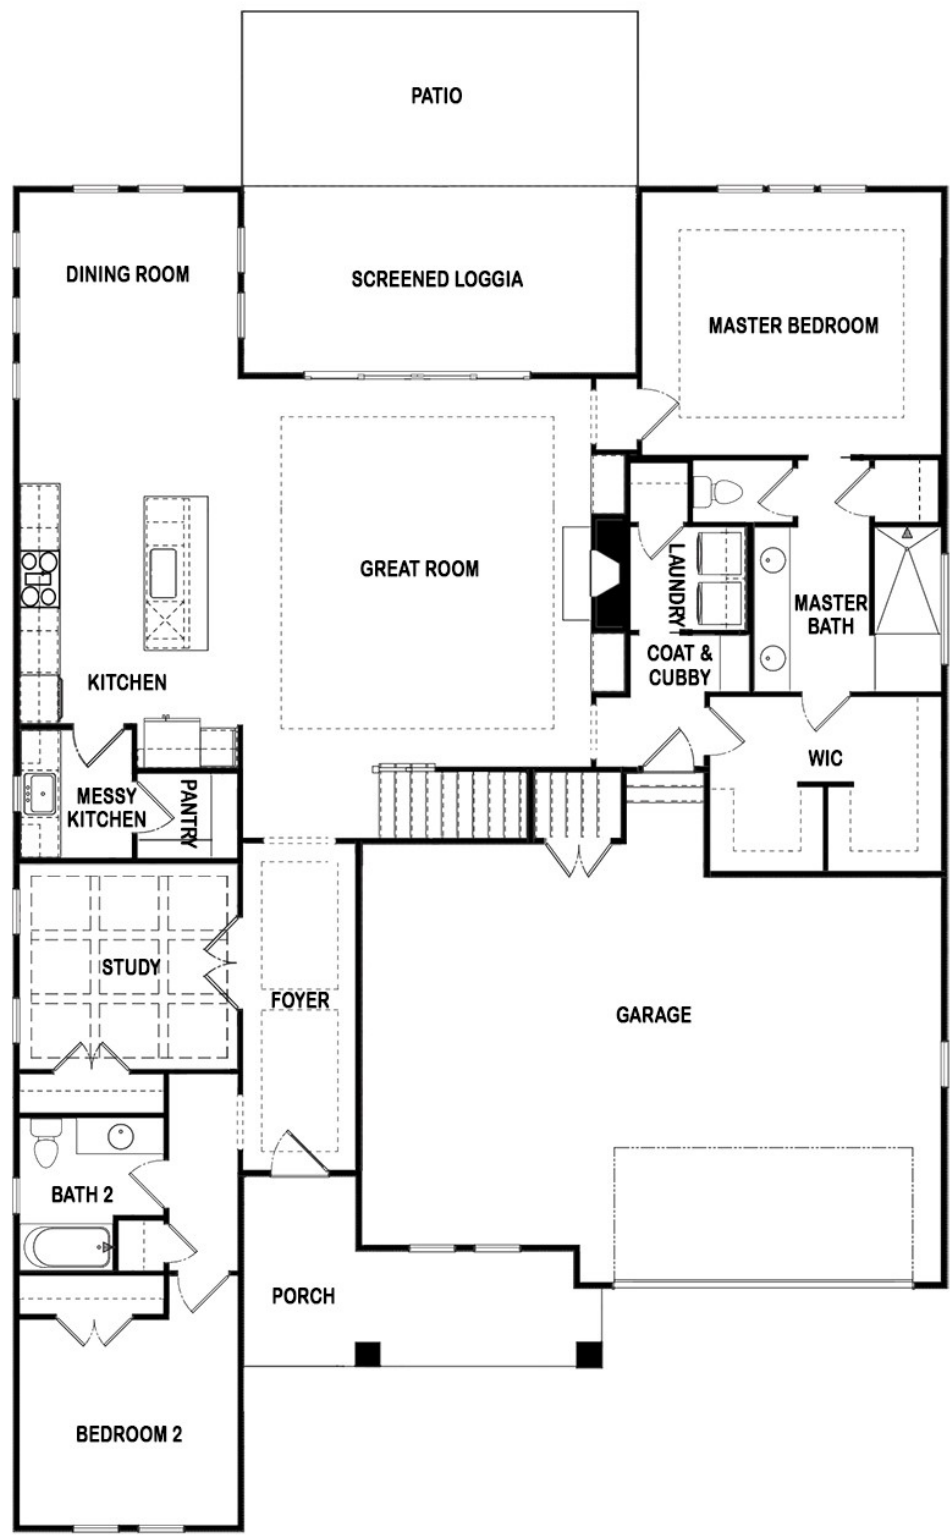 PATIO
DINING ROOM
SCREENED LOGGIA
MASTER BEDROOM
GREAT ROOM
LAUNDRY
MASTER
BATH
COAT &
CUBBY
KITCHEN
WIC
MESSY
KITCHEN
PANTRY
STUDY
FOYER
GARAGE
BATH 2
PORCH
BEDROOM 2